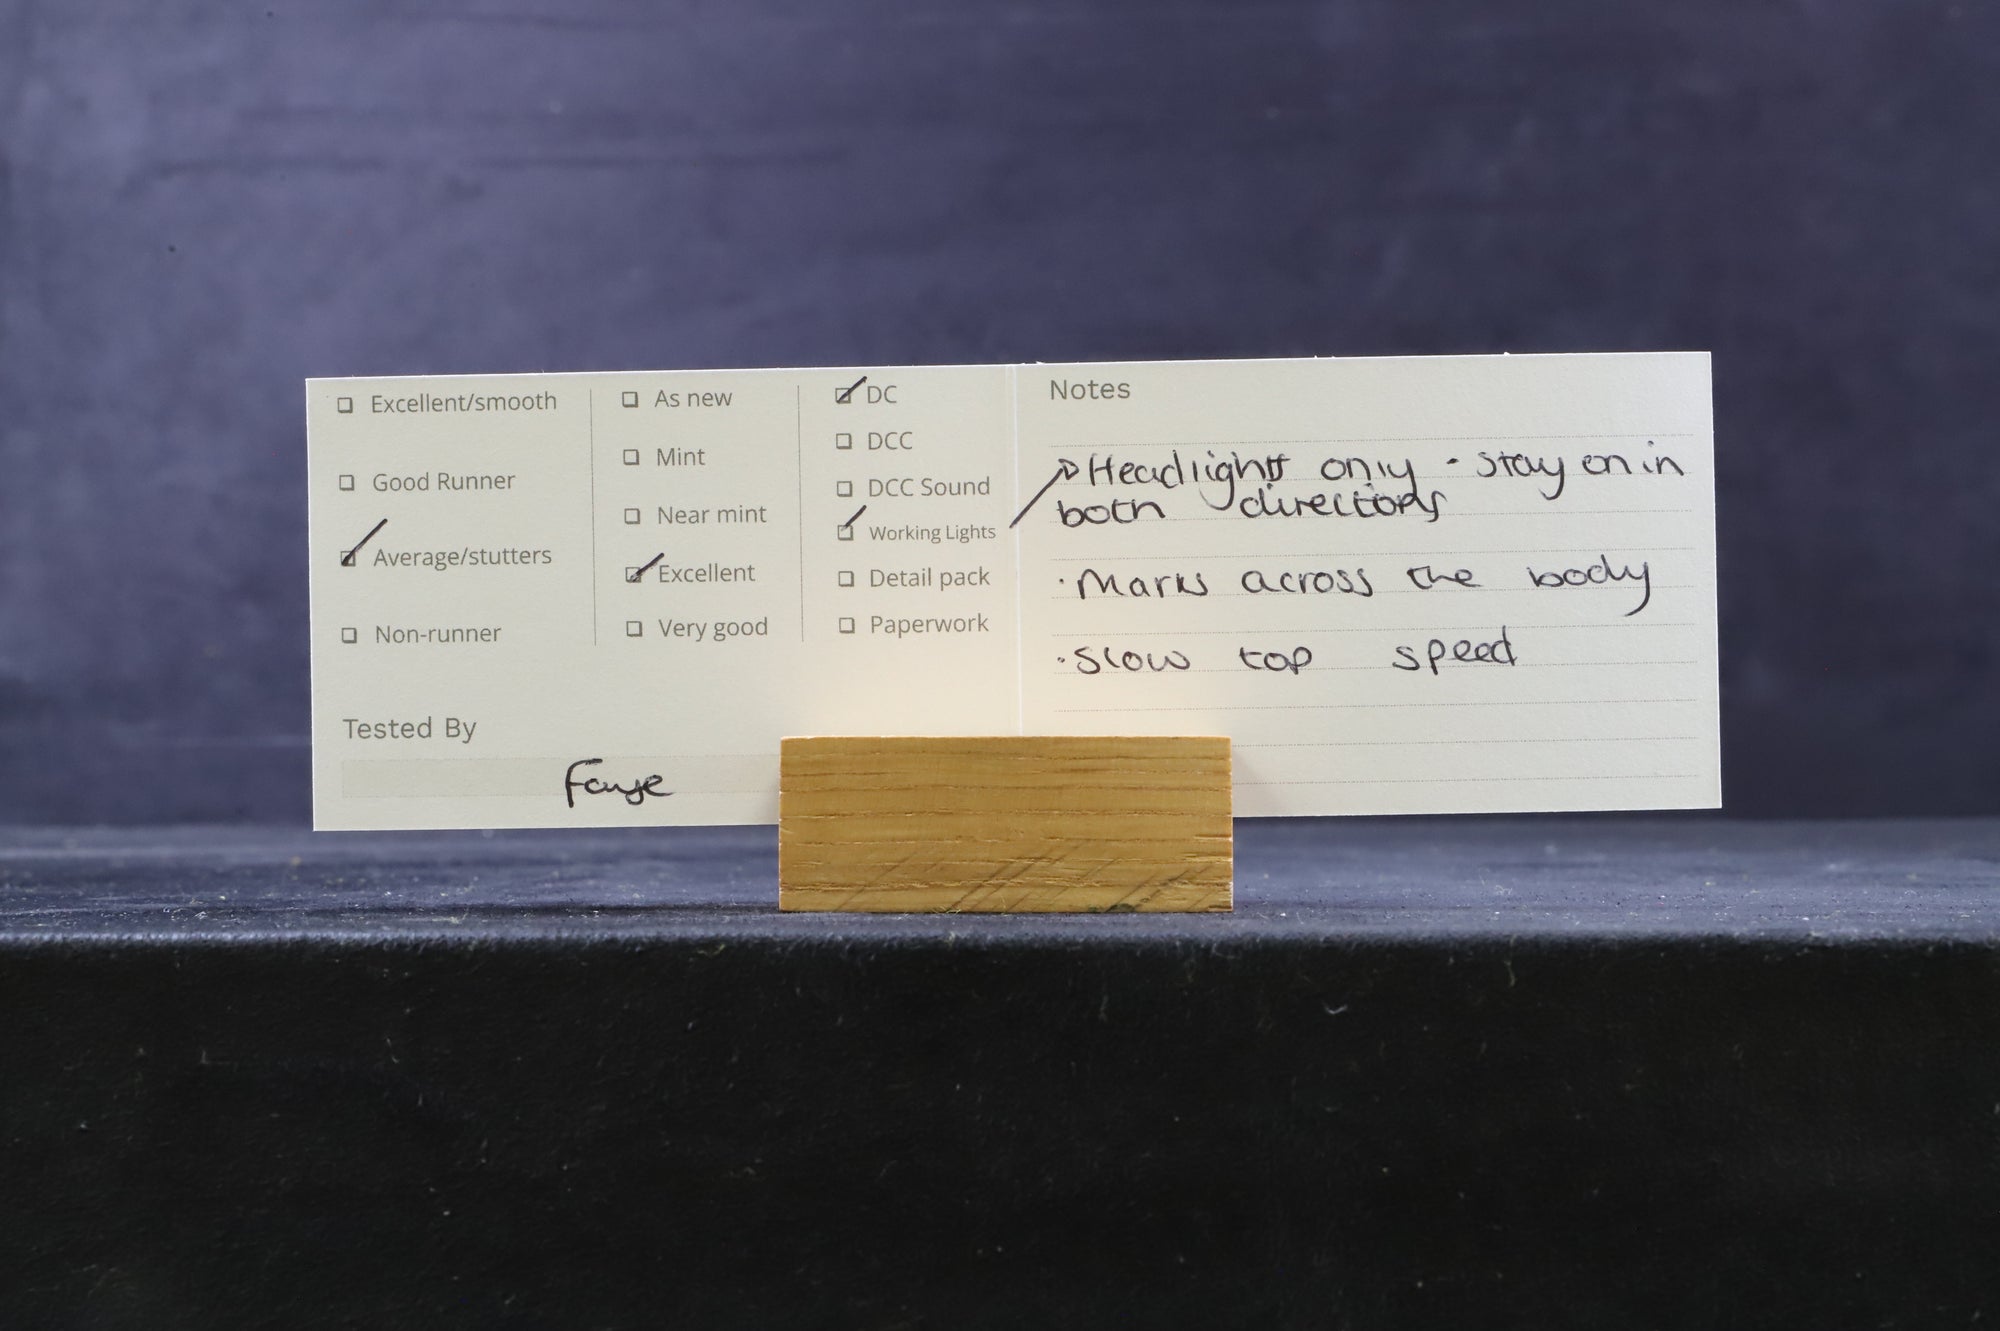 Excellent/smooth
Good Runner
Average/stutters
Non-runner
As new
Mint
Near mint
Excellent
Very good
DC
DCC
DCC Sound
Working Lights
Detail pack
Paperwork
Tested By
Faye
Notes
Headlights only - stay on in
both directions
· Marks across the body
· Slow top speed